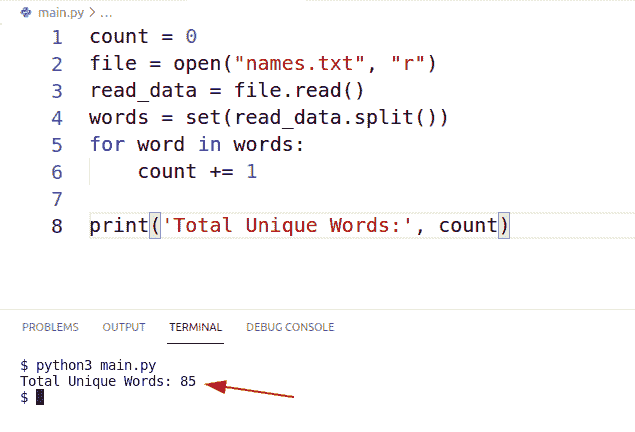 main.py > ...
1 count = 0
2 file = open("names.txt", "r")
3 read_data = file.read()
4 words = set(read_data.split())
5 for word in words:
6     count += 1
7
8 print('Total Unique Words:', count)
PROBLEMS OUTPUT TERMINAL DEBUG CONSOLE
$ python3 main.py
Total Unique Words: 85
$